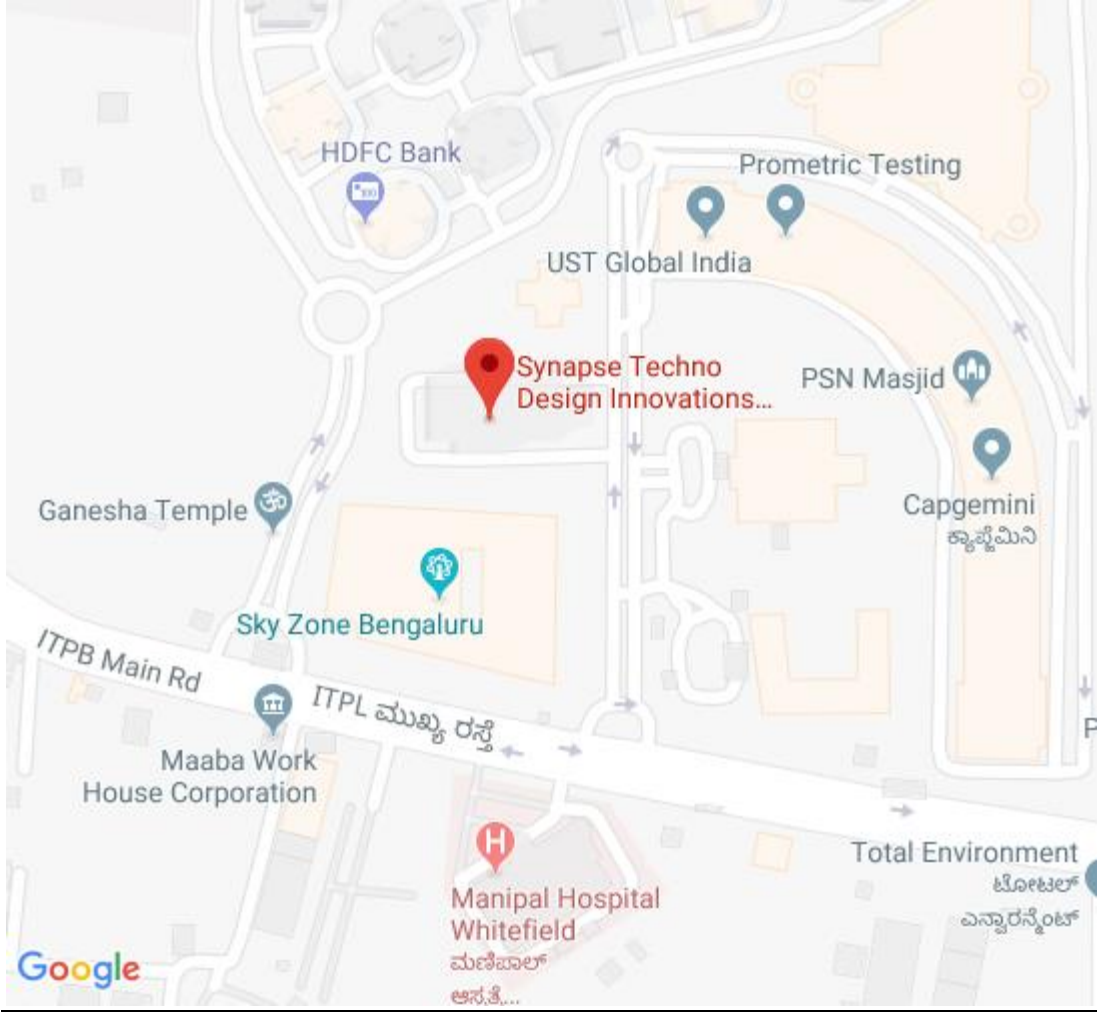 HDFC Bank
Prometric Testing
UST Global India
Synapse Techno
Design Innovations...
PSN Masjid
Ganesha Temple
Capgemini
ಕ್ಯಾಪ್ಜೆಮಿನಿ
Sky Zone Bengaluru
ITPB Main Rd
ITPL ಮುಖ್ಯ ರಸ್ತೆ
Maaba Work
House Corporation
Total Environment
ಟೋಟಲ್
ಎನ್ವಾರನ್ಮೆಂಟ್
Manipal Hospital
Whitefield
ಮಣಿಪಾಲ್
ಆಸ್ಪತ್ರೆ...
Google